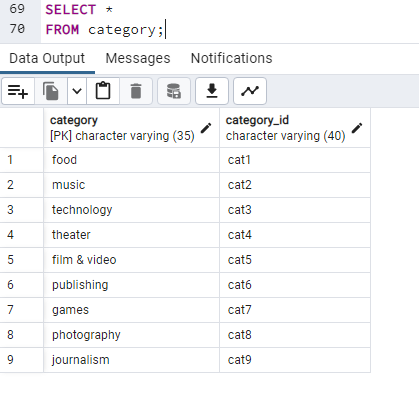 69 SELECT *
70 FROM category;
Data Output Messages Notifications
category category_id
[PK] character varying (35) character varying (40)
1 food cat1
2 music cat2
3 technology cat3
4 theater cat4
5 film & video cat5
6 publishing cat6
7 games cat7
8 photography cat8
9 journalism cat9